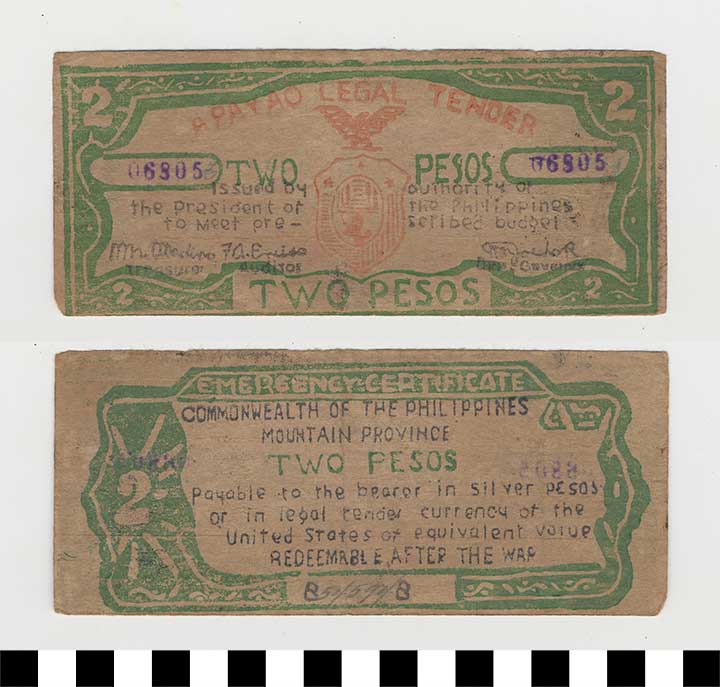 2 2
APAYAO LEGAL TENDER
06805 TWO PESOS 06805
Issued by authority of
the President of the Philippines
to meet pre- scribed budget
Treasurer Auditor
2 TWO PESOS 2
EMERGENCY-CERTIFICATE
COMMONWEALTH OF THE PHILIPPINES
MOUNTAIN PROVINCE
TWO PESOS
2 Payable to the bearer in silver PESOS
or in legal tender currency of the
United States of equivalent value
REDEEMABLE AFTER THE WAR
B B